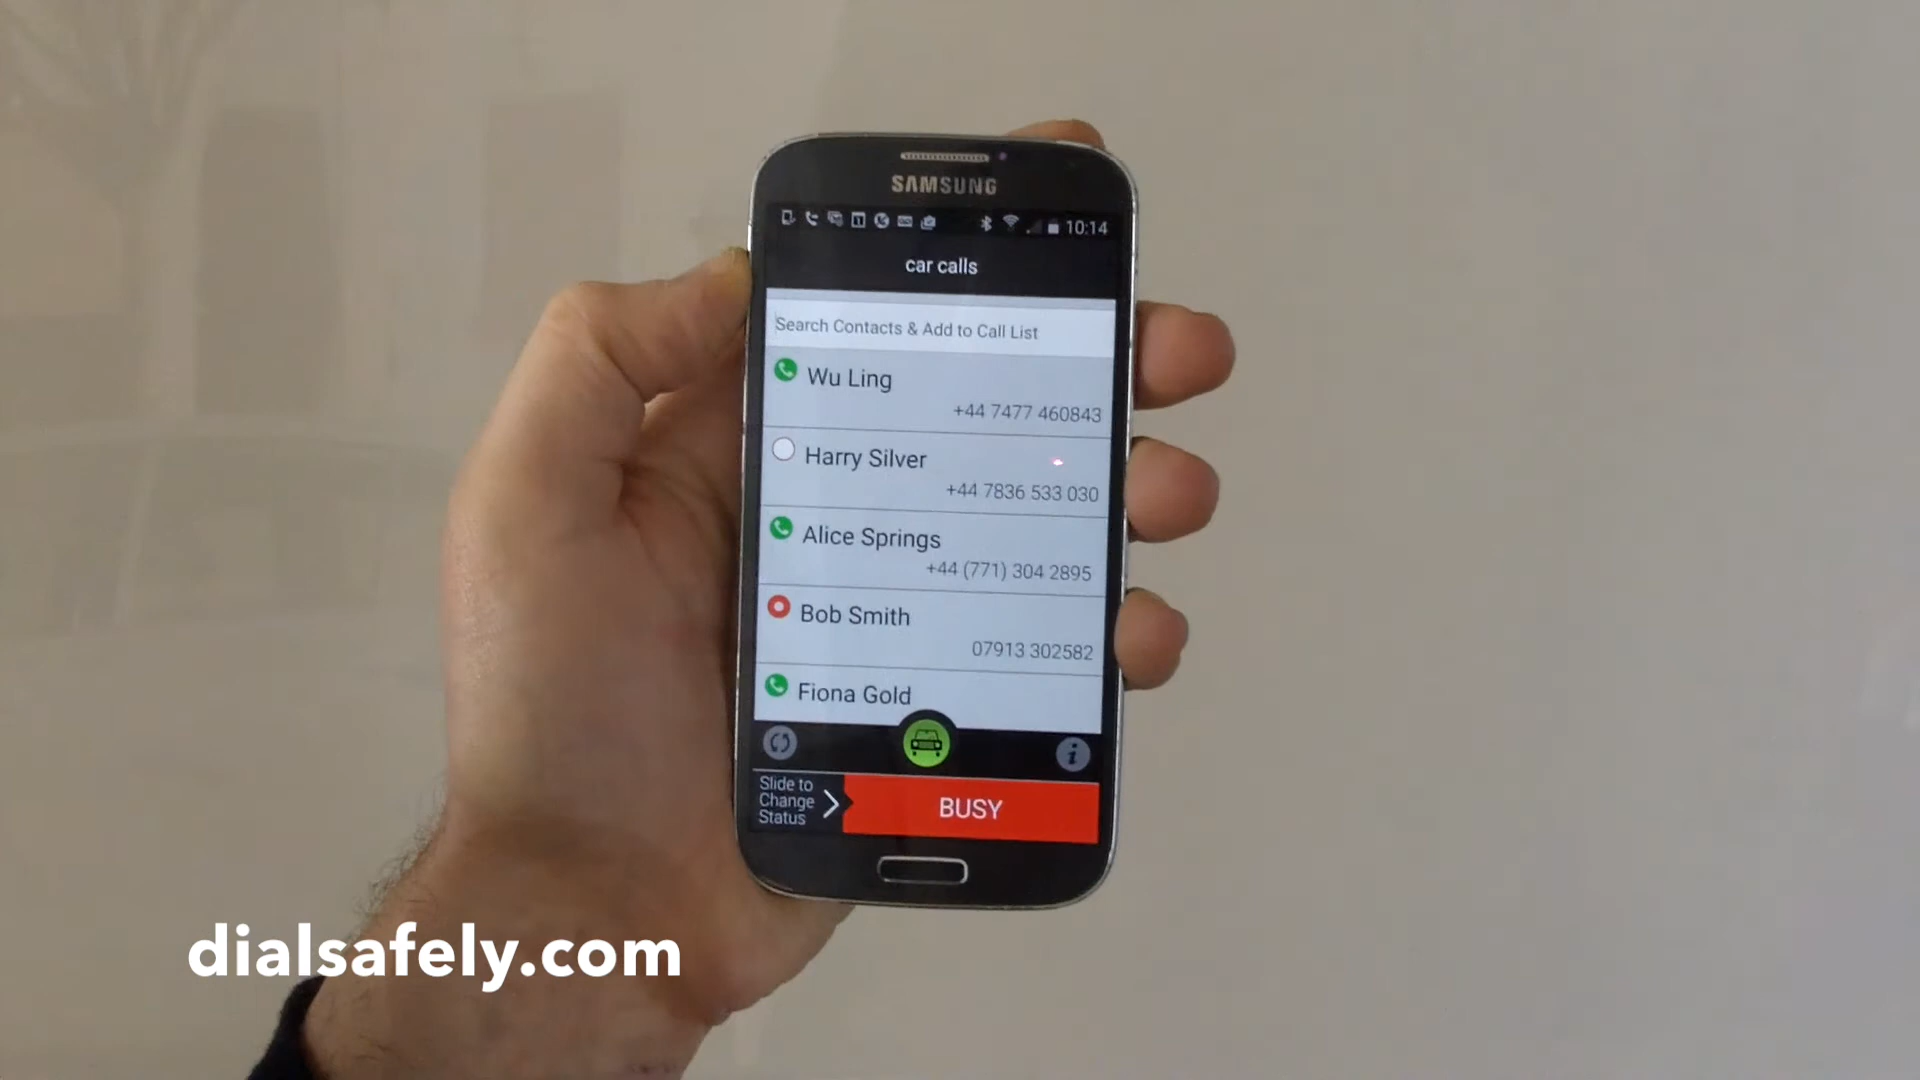 SAMSUNG
10:14
car calls
Search Contacts & Add to Call List
Wu Ling
+44 7477 460843
Harry Silver
+44 7836 533 030
Alice Springs
+44 (771) 304 2895
Bob Smith
07913 302582
Fiona Gold
Slide to
Change
Status
BUSY
dialsafely.com